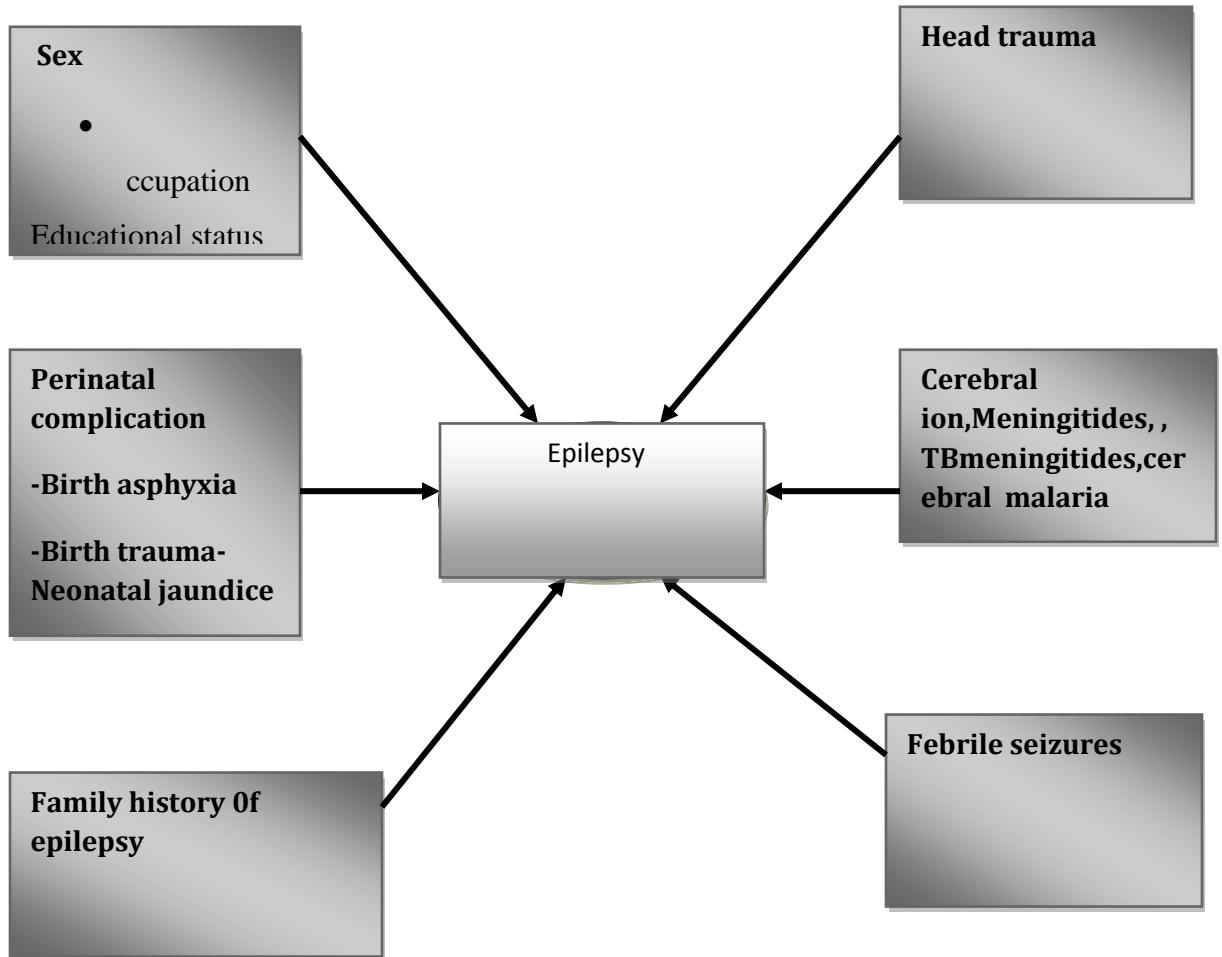 Sex
•
ccupation
Educational status
Head trauma
Perinatal
complication
-Birth asphyxia
-Birth trauma-
Neonatal jaundice
Epilepsy
Cerebral
ion,Meningitides, ,
TBmeningitides,cer
ebral malaria
Family history 0f
epilepsy
Febrile seizures